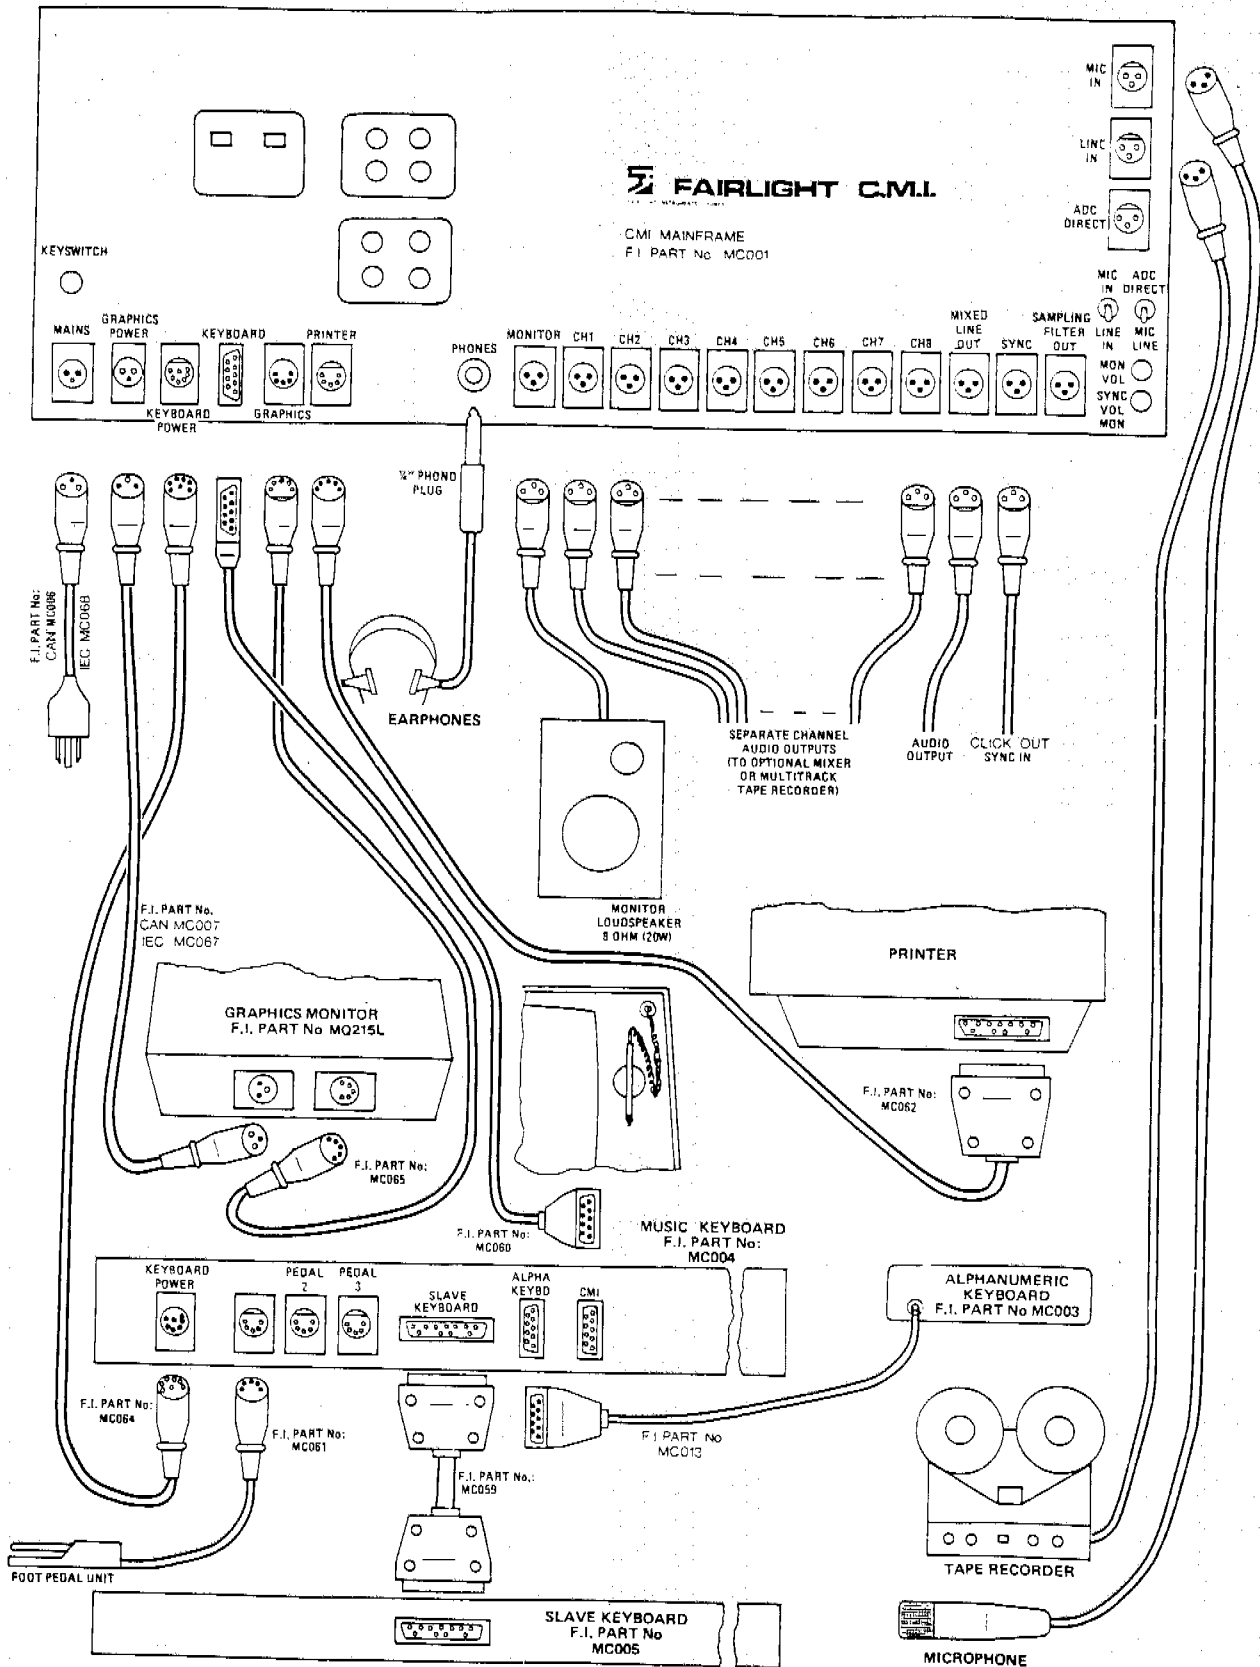 MIC
IN
LINE
IN
ADC
DIRECT
FAIRLIGHT C.M.I.
CMI MAINFRAME
F.I. PART No MC001
KEYSWITCH
MIC
IN
ADC
DIRECT
LINE
IN
MIC
LINE
MON
VOL
SYNC
VOL
MON
MAINS
GRAPHICS
POWER
KEYBOARD
POWER
KEYBOARD
GRAPHICS
PRINTER
PHONES
MONITOR
CH1
CH2
CH3
CH4
CH5
CH6
CH7
CH8
MIXED
LINE
OUT
SYNC
SAMPLING
FILTER
OUT
¼" PHONO
PLUG
F.I. PART No:
CAN MC006
IEC MC068
EARPHONES
SEPARATE CHANNEL
AUDIO OUTPUTS
(TO OPTIONAL MIXER
OR MULTITRACK
TAPE RECORDER)
AUDIO
OUTPUT
CLICK OUT
SYNC IN
MONITOR
LOUDSPEAKER
8 OHM (20W)
F.I. PART No.
CAN MC007
IEC MC067
GRAPHICS MONITOR
F.I. PART No MQ215L
PRINTER
F.I. PART No:
MC062
F.I. PART No:
MC065
F.I. PART No:
MC060
MUSIC KEYBOARD
F.I. PART No:
MC004
KEYBOARD
POWER
PEDAL
2
PEDAL
3
SLAVE
KEYBOARD
ALPHA
KEYBD
CMI
ALPHANUMERIC
KEYBOARD
F.I. PART No MC003
F.I. PART No:
MC064
F.I. PART No:
MC061
F.I. PART No
MC013
F.I. PART No.:
MC059
FOOT PEDAL UNIT
TAPE RECORDER
SLAVE KEYBOARD
F.I. PART No
MC005
MICROPHONE